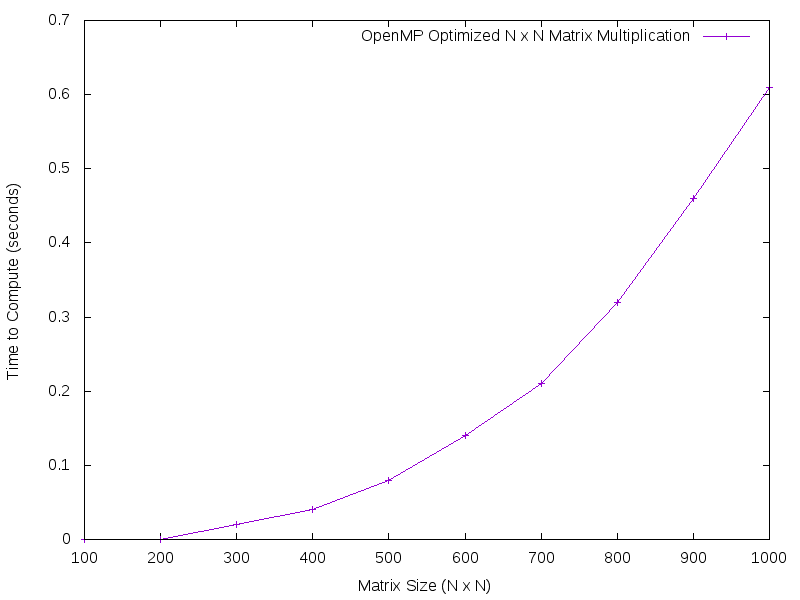 OpenMP Optimized N x N Matrix Multiplication
Time to Compute (seconds)
0.7
0.6
0.5
0.4
0.3
0.2
0.1
0
100 200 300 400 500 600 700 800 900 1000
Matrix Size (N x N)